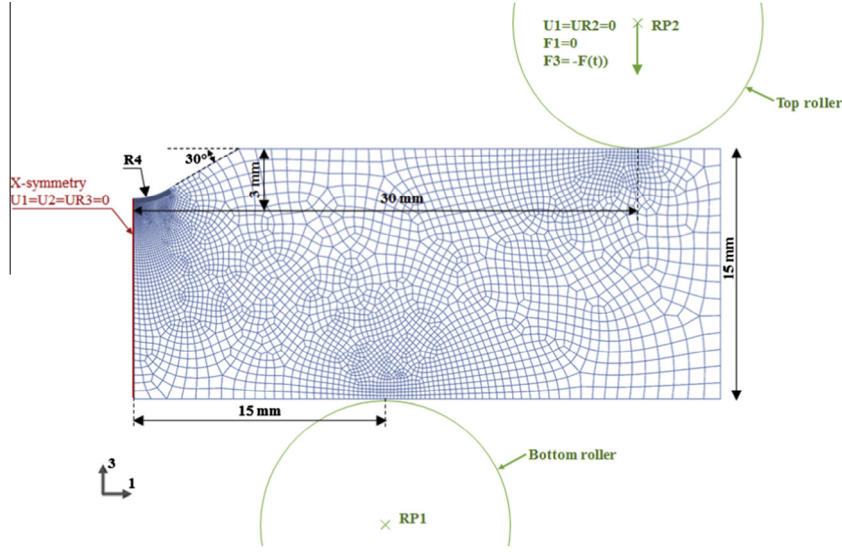 U1=UR2=0
F1=0
F3= -F(t))
RP2
Top roller
30°
R4
3 mm
X-symmetry
U1=U2=UR3=0
30 mm
15 mm
15 mm
Bottom roller
3
1
RP1